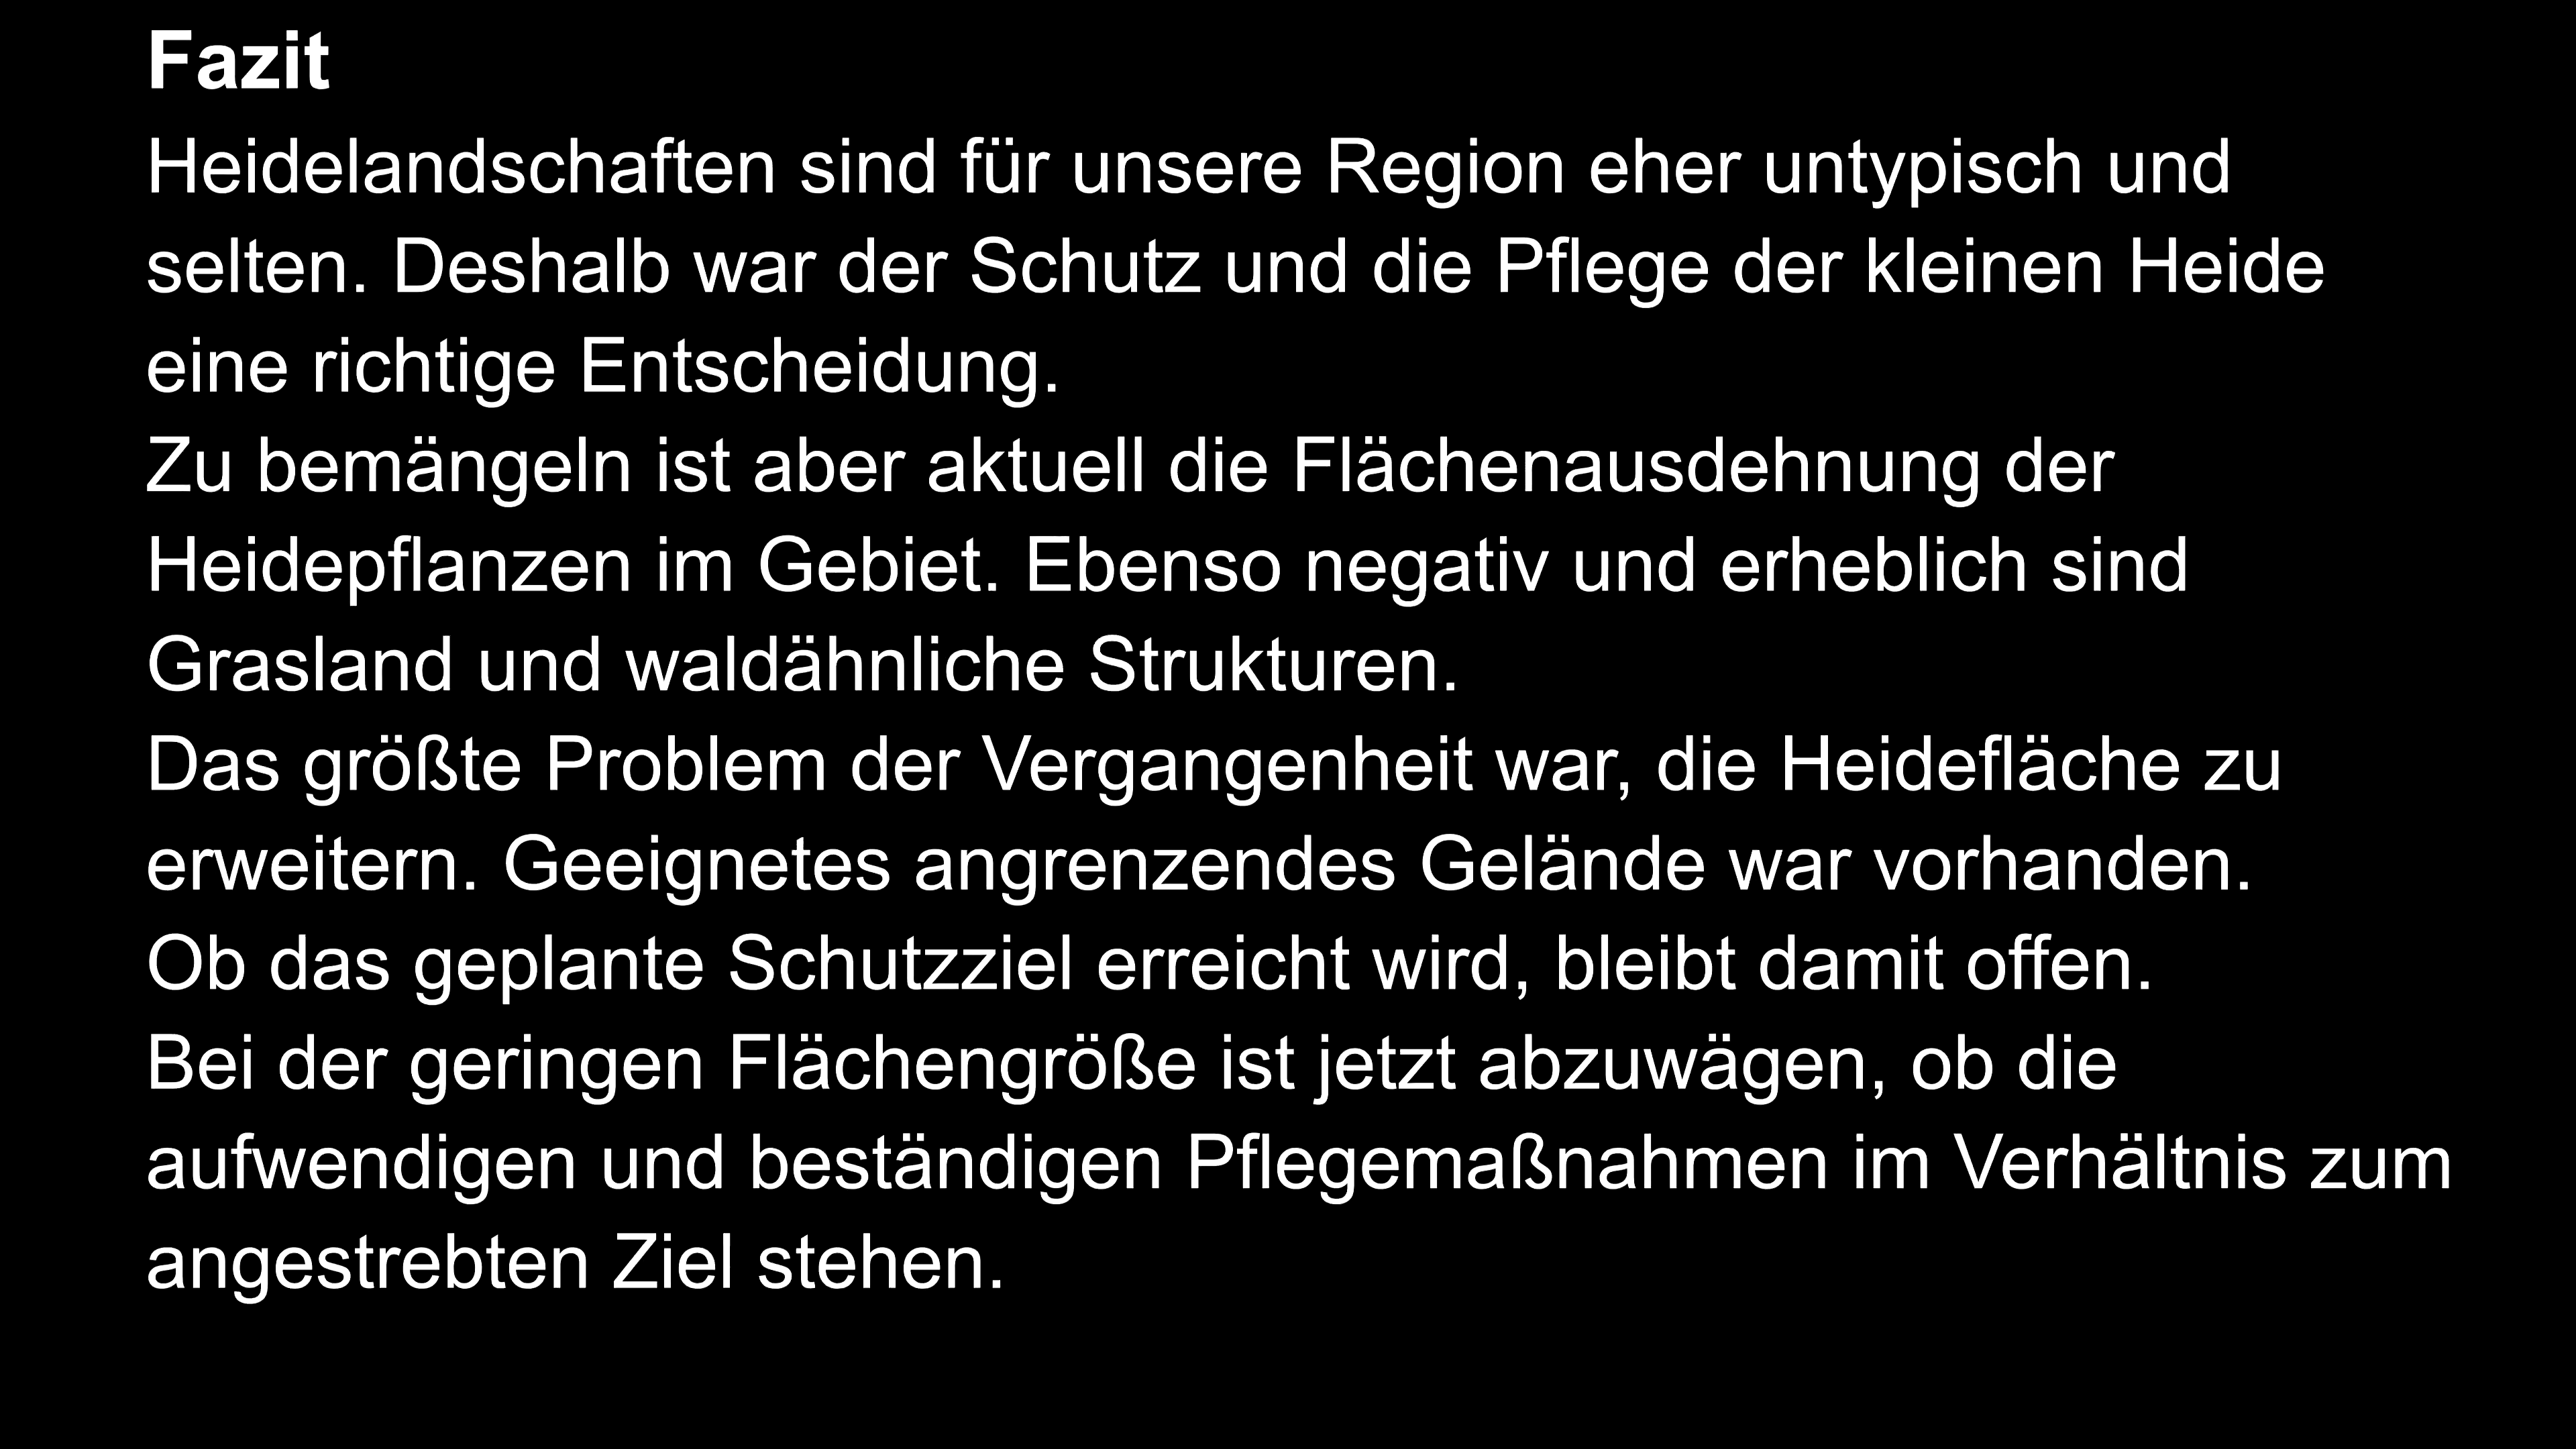 Fazit
Heidelandschaften sind für unsere Region eher untypisch und
selten. Deshalb war der Schutz und die Pflege der kleinen Heide
eine richtige Entscheidung.
Zu bemängeln ist aber aktuell die Flächenausdehnung der
Heidepflanzen im Gebiet. Ebenso negativ und erheblich sind
Grasland und waldähnliche Strukturen.
Das größte Problem der Vergangenheit war, die Heidefläche zu
erweitern. Geeignetes angrenzendes Gelände war vorhanden.
Ob das geplante Schutzziel erreicht wird, bleibt damit offen.
Bei der geringen Flächengröße ist jetzt abzuwägen, ob die
aufwendigen und beständigen Pflegemaßnahmen im Verhältnis zum
angestrebten Ziel stehen.